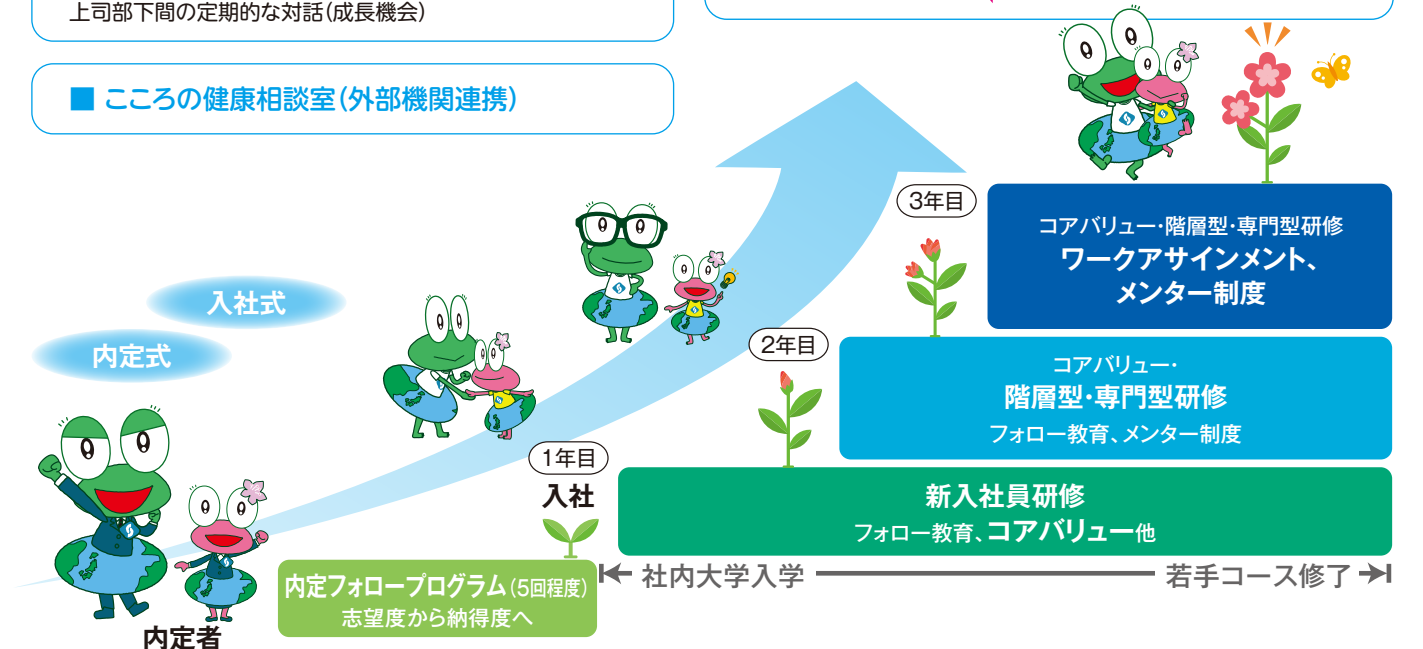 上司部下間の定期的な対話(成長機会)
■ こころの健康相談室(外部機関連携)
入社式
内定式
内定者
内定フォロープログラム(5回程度)
志望度から納得度へ
1年目
入社
新入社員研修
フォロー教育、コアバリュー他
社内大学入学
若手コース修了
2年目
コアバリュー・
階層型・専門型研修
フォロー教育、メンター制度
3年目
コアバリュー・階層型・専門型研修
ワークアサインメント、
メンター制度